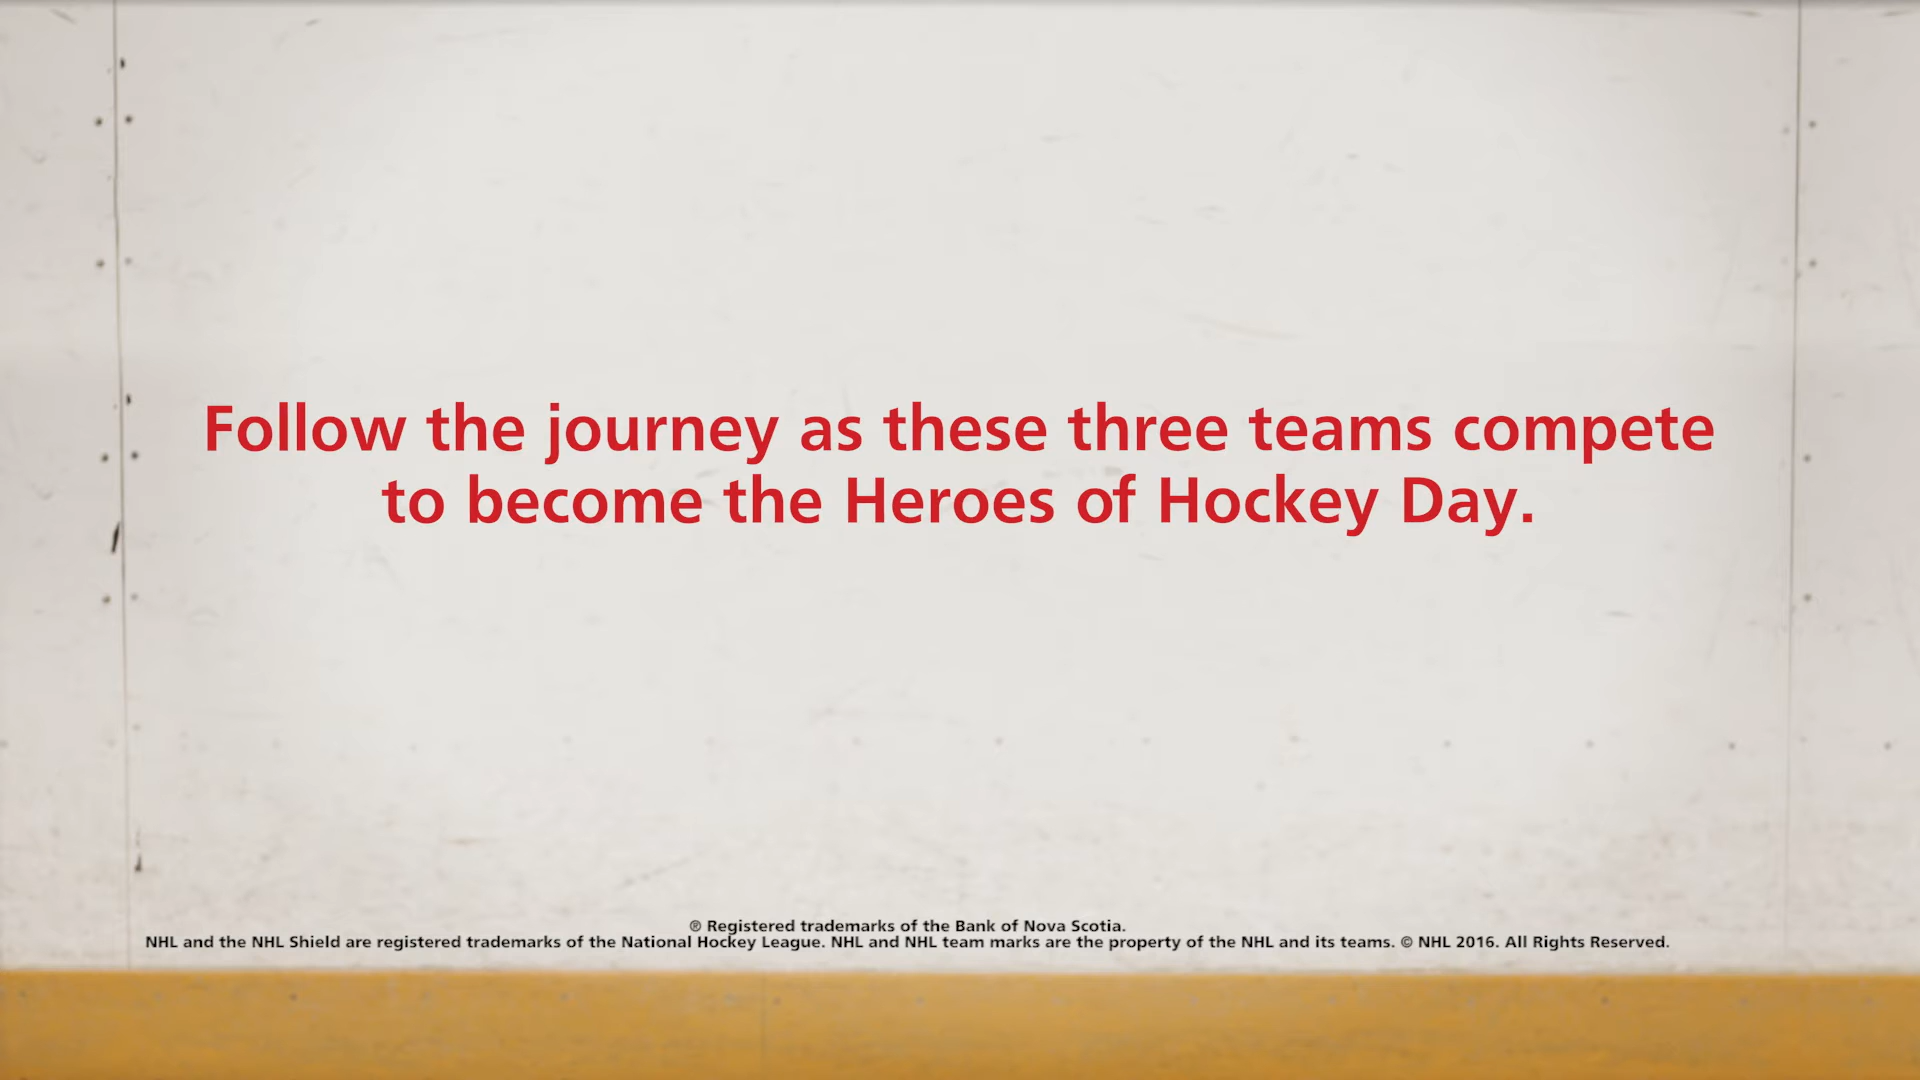 Follow the journey as these three teams compete
to become the Heroes of Hockey Day.
® Registered trademarks of the Bank of Nova Scotia.
NHL and the NHL Shield are registered trademarks of the National Hockey League. NHL and NHL team marks are the property of the NHL and its teams. © NHL 2016. All Rights Reserved.